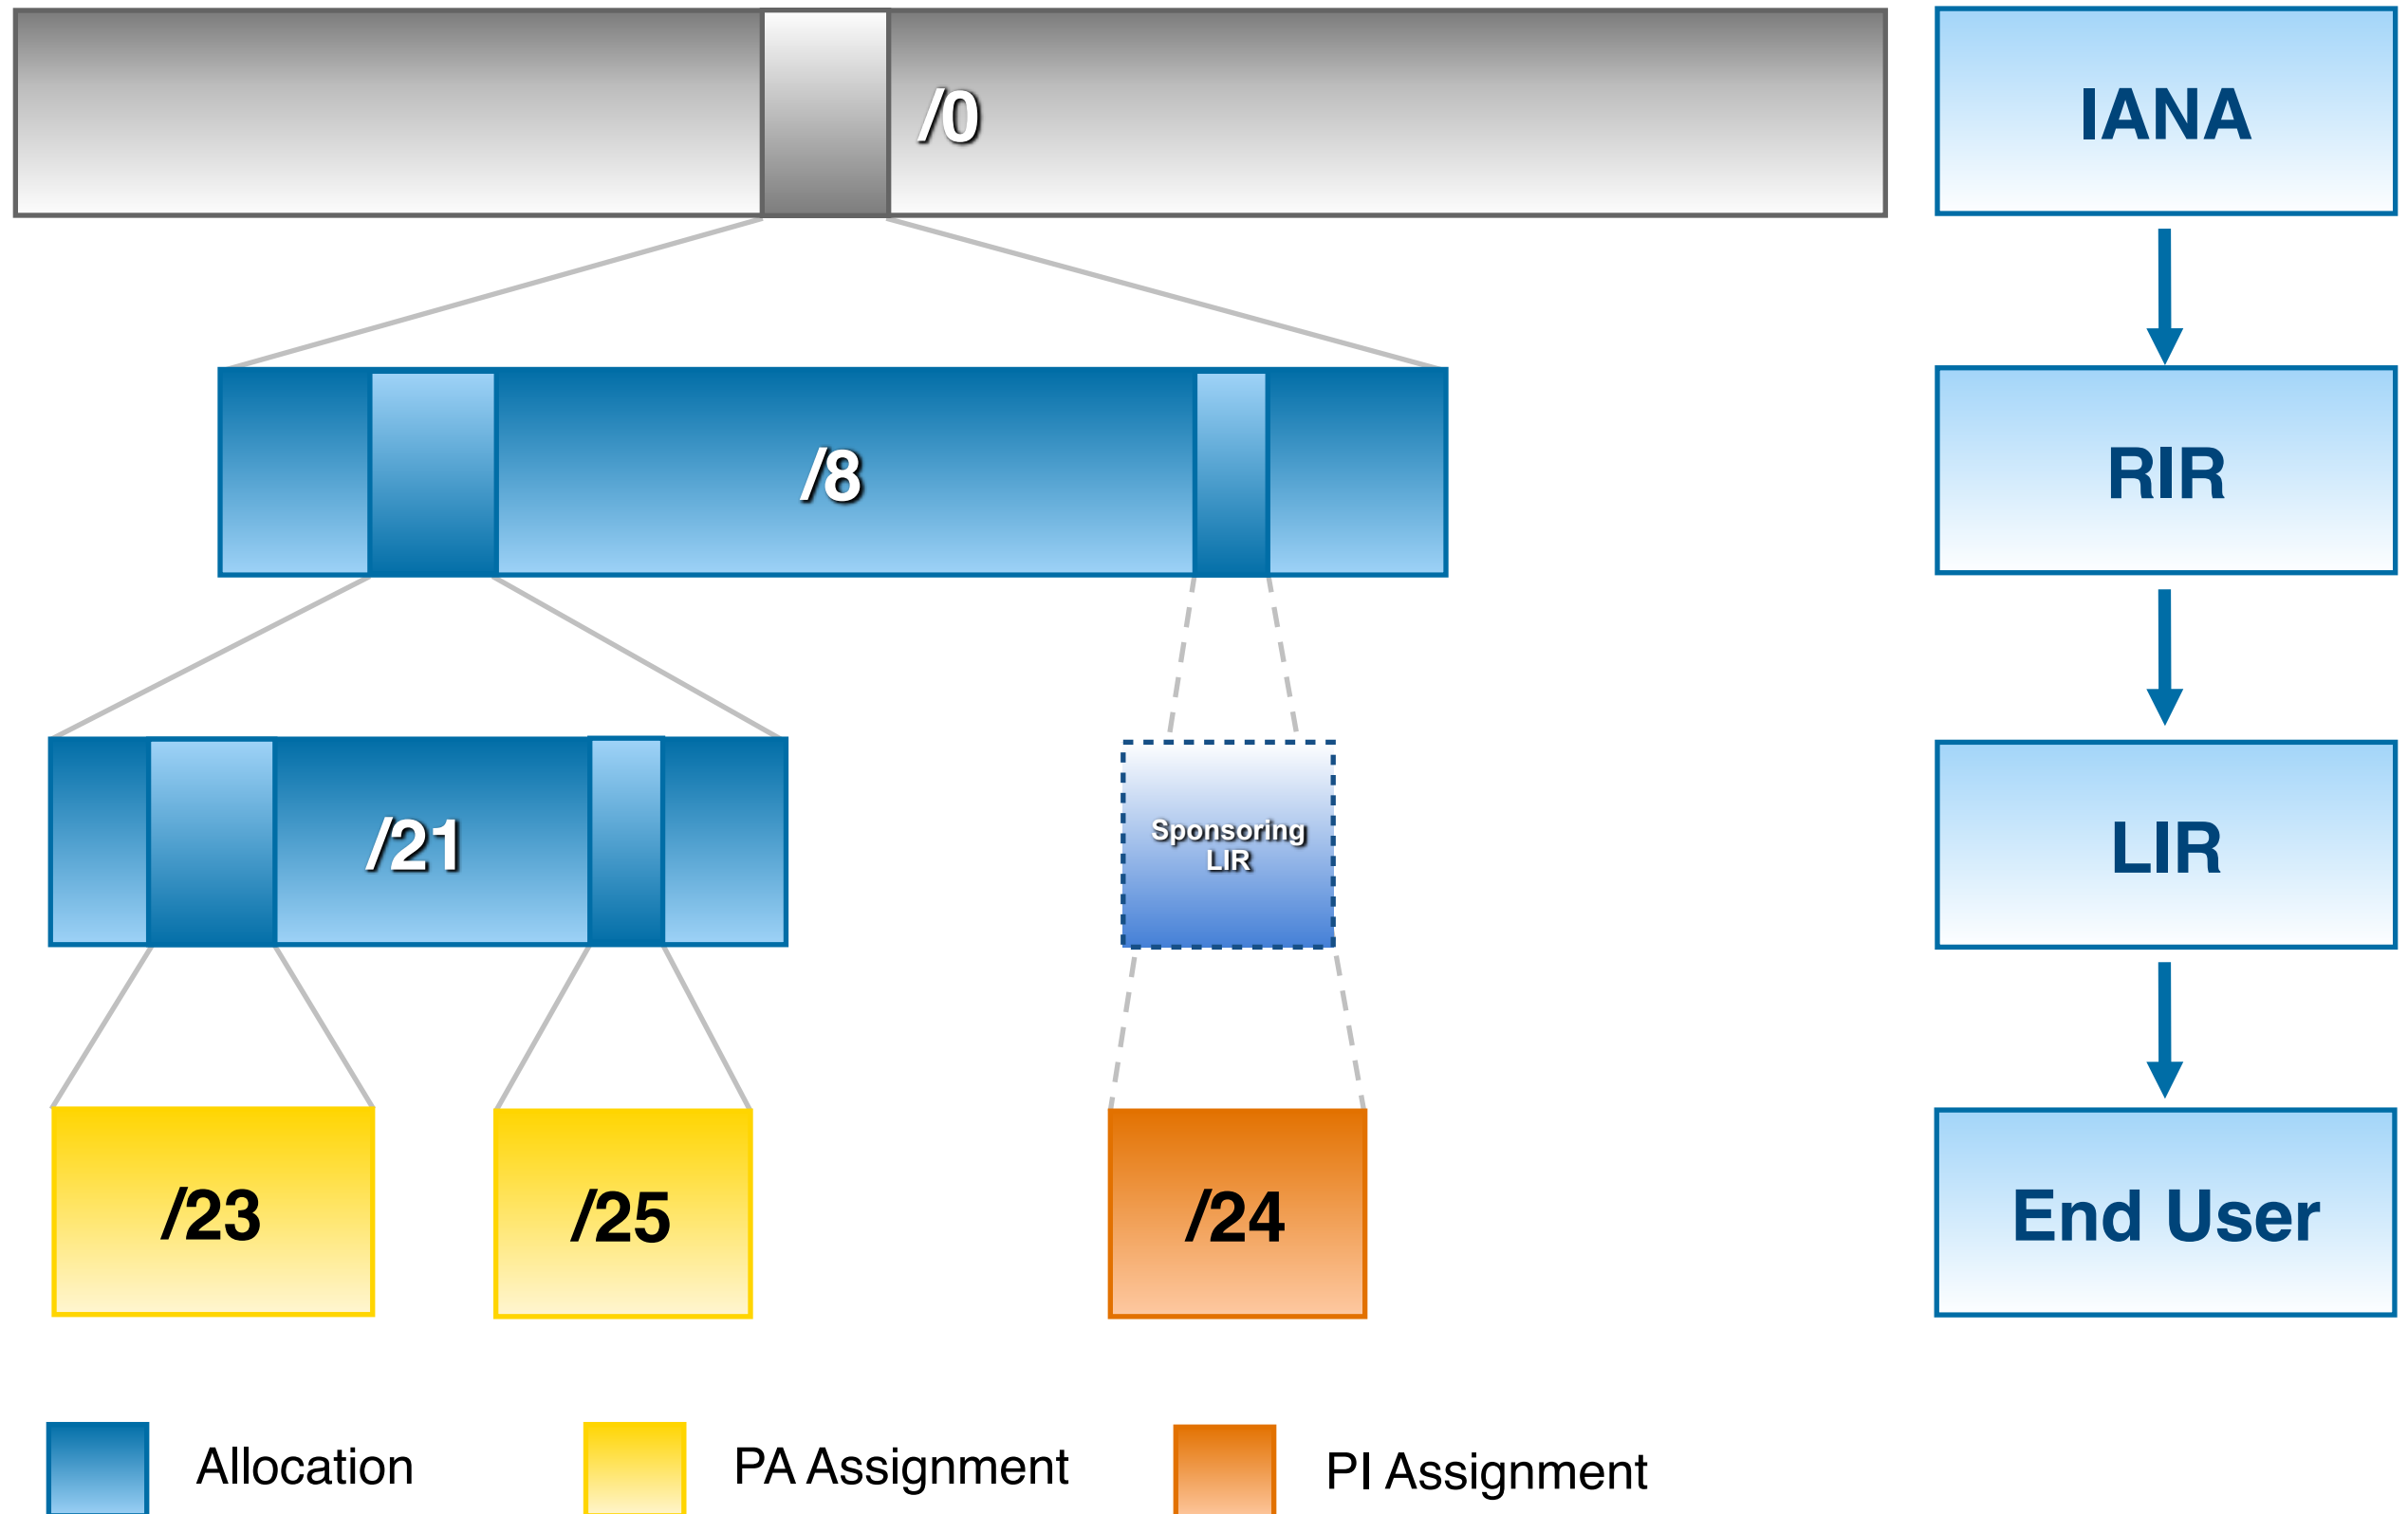 /0
IANA
/8
RIR
/21
Sponsoring
LIR
LIR
/23
/25
/24
End User
Allocation
PA Assignment
PI Assignment